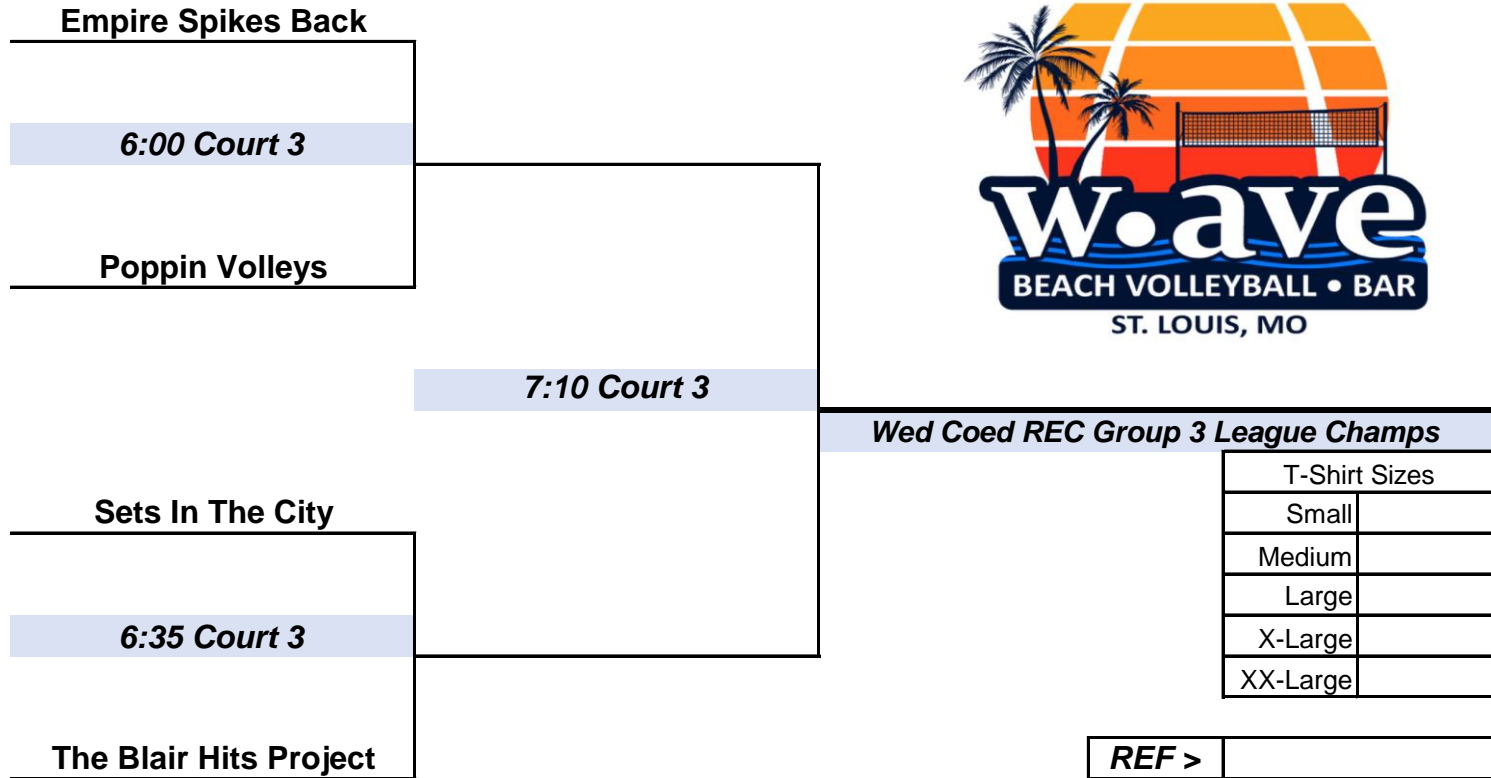 Empire Spikes Back
6:00 Court 3
Poppin Volleys
w•ave
BEACH VOLLEYBALL • BAR
ST. LOUIS, MO
7:10 Court 3
Wed Coed REC Group 3 League Champs
T-Shirt Sizes
Sets In The City
Small
Medium
Large
6:35 Court 3
X-Large
XX-Large
The Blair Hits Project
REF >